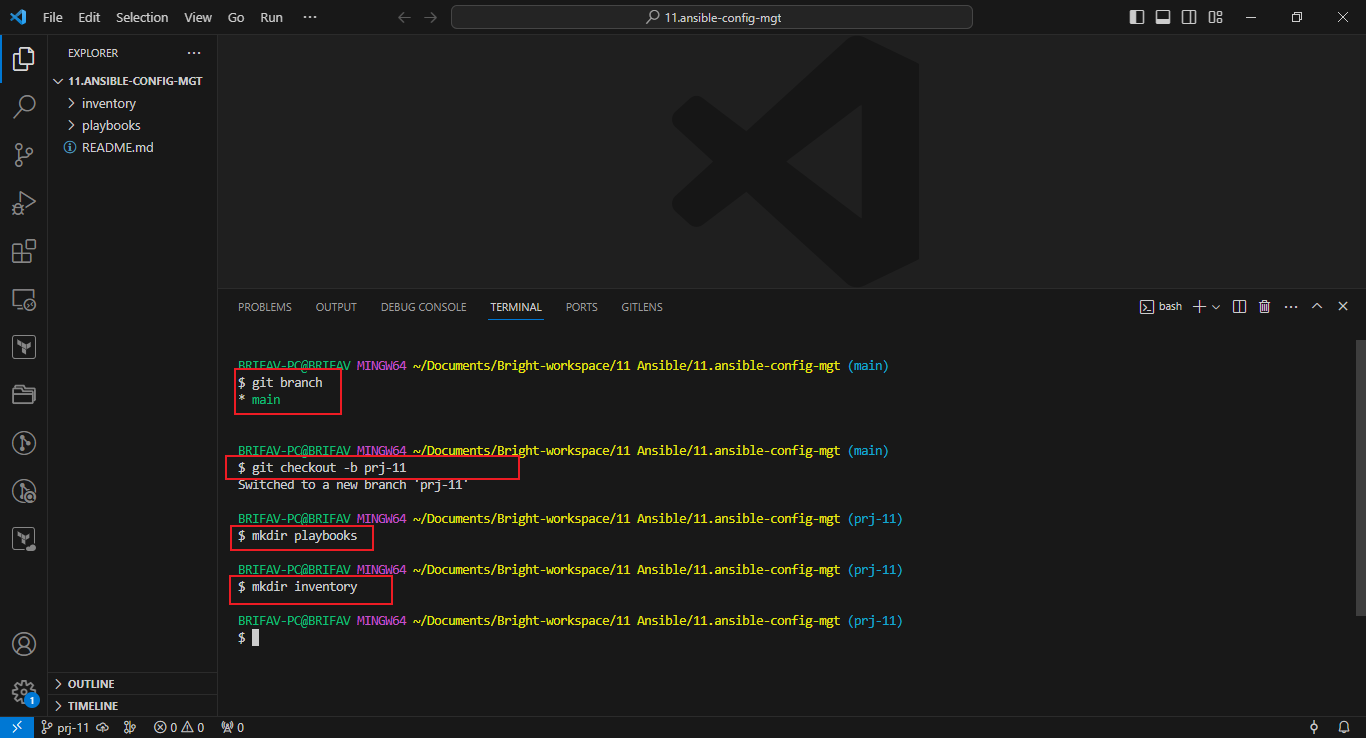 File Edit Selection View Go Run ···
11.ansible-config-mgt
EXPLORER ···
11.ANSIBLE-CONFIG-MGT
inventory
playbooks
README.md
PROBLEMS OUTPUT DEBUG CONSOLE TERMINAL PORTS GITLENS
bash
BRIFAV-PC@BRIFAV MINGW64 ~/Documents/Bright-workspace/11 Ansible/11.ansible-config-mgt (main)
$ git branch
* main
BRIFAV-PC@BRIFAV MINGW64 ~/Documents/Bright-workspace/11 Ansible/11.ansible-config-mgt (main)
$ git checkout -b prj-11
Switched to a new branch 'prj-11'
BRIFAV-PC@BRIFAV MINGW64 ~/Documents/Bright-workspace/11 Ansible/11.ansible-config-mgt (prj-11)
$ mkdir playbooks
BRIFAV-PC@BRIFAV MINGW64 ~/Documents/Bright-workspace/11 Ansible/11.ansible-config-mgt (prj-11)
$ mkdir inventory
BRIFAV-PC@BRIFAV MINGW64 ~/Documents/Bright-workspace/11 Ansible/11.ansible-config-mgt (prj-11)
$
OUTLINE
TIMELINE
1
prj-11 0 0 0